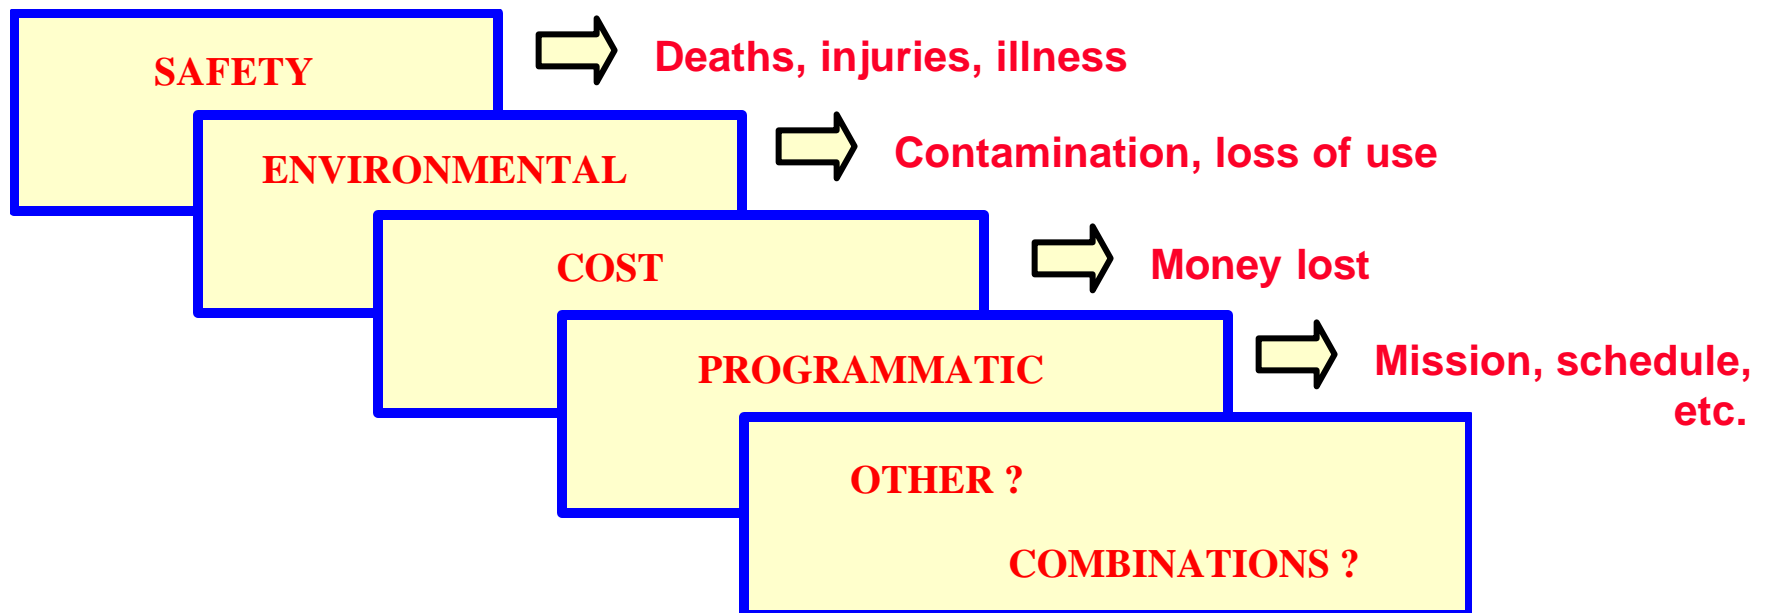 SAFETY
Deaths, injuries, illness
ENVIRONMENTAL
Contamination, loss of use
COST
Money lost
PROGRAMMATIC
Mission, schedule,
etc.
OTHER ?
COMBINATIONS ?